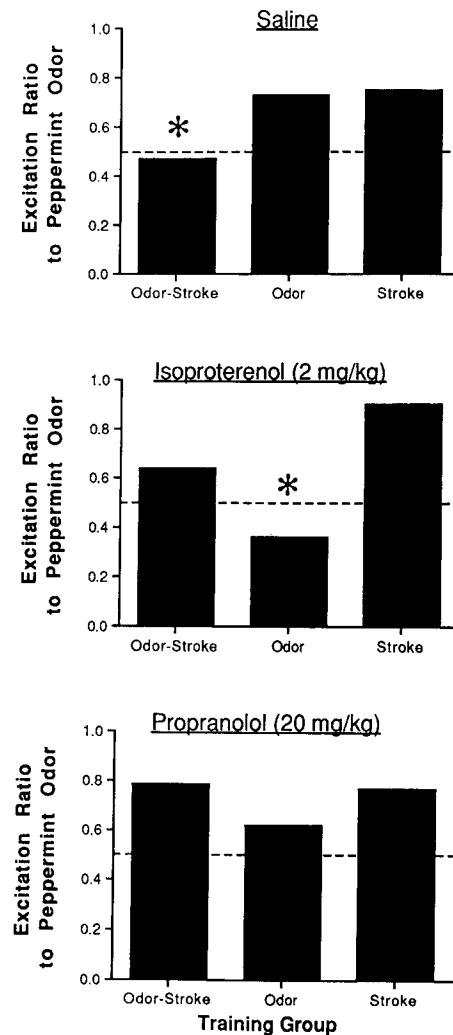 Saline
Excitation Ratio
to Peppermint Odor
1.0
0.8
0.6
0.4
0.2
0.0
*
Odor-Stroke Odor Stroke
Isoproterenol (2 mg/kg)
Excitation Ratio
to Peppermint Odor
1.0
0.8
0.6
0.4
0.2
0.0
*
Odor-Stroke Odor Stroke
Propranolol (20 mg/kg)
Excitation Ratio
to Peppermint Odor
1.0
0.8
0.6
0.4
0.2
0.0
Odor-Stroke Odor Stroke
Training Group